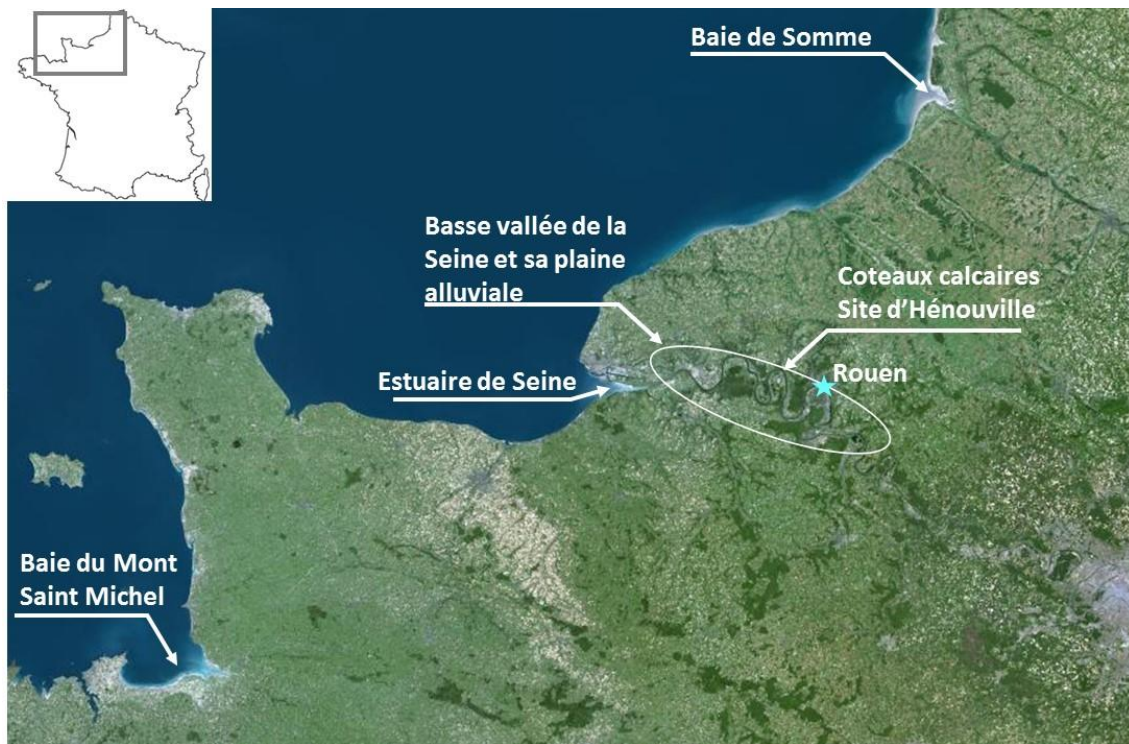 Baie de Somme
Basse vallée de la
Seine et sa plaine
alluviale
Coteaux calcaires
Site d’Hénouville
Rouen
Estuaire de Seine
Baie du Mont
Saint Michel